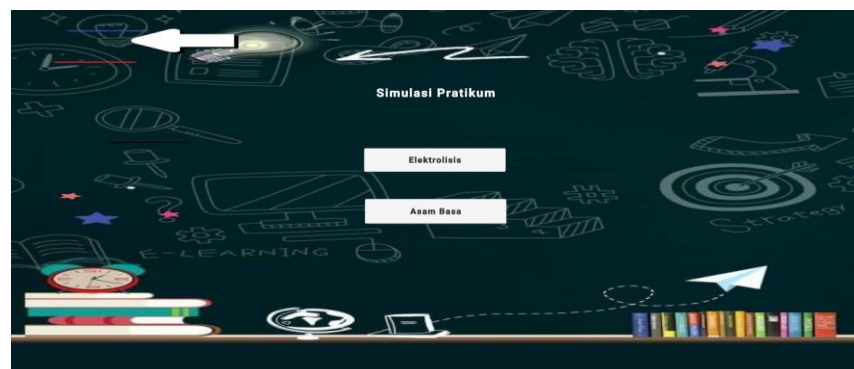 Simulasi Pratikum
Elektrolisis
Asam Basa
Strategy
E-LEARNING